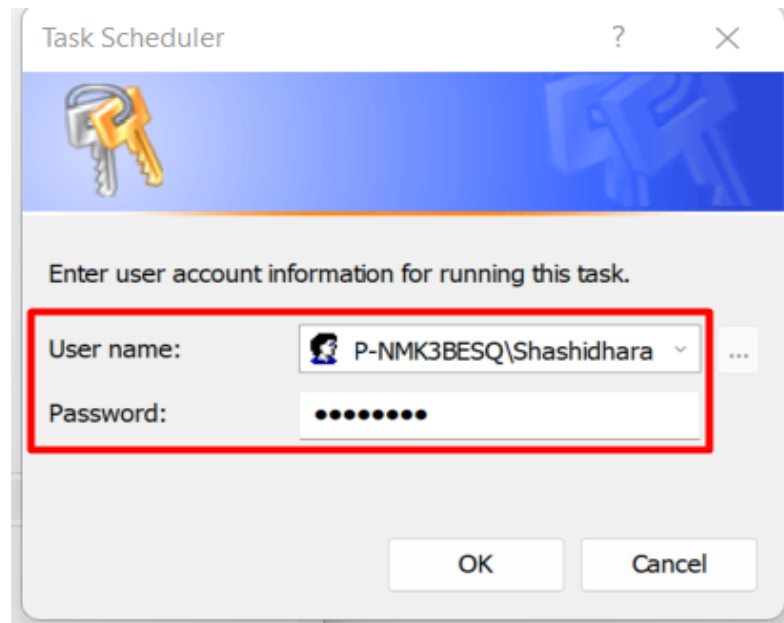 Task Scheduler ?
Enter user account information for running this task.
User name: P-NMK3BESQ\Shashidhara ...
Password: ••••••••
OK Cancel